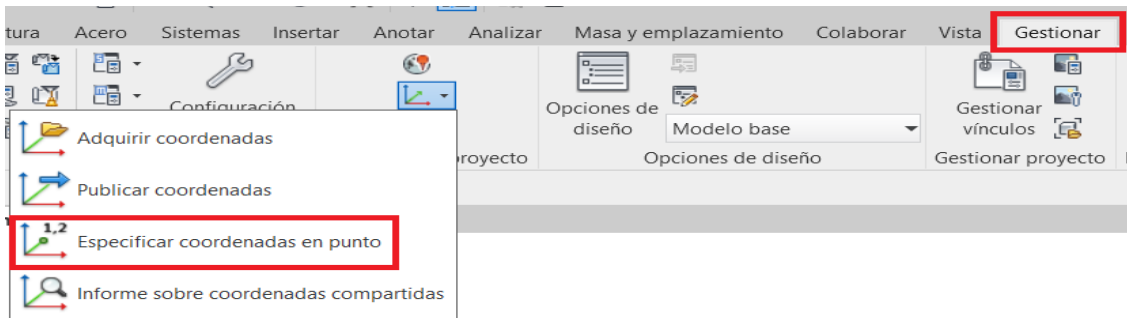 tura Acero Sistemas Insertar Anotar Analizar Masa y emplazamiento Colaborar Vista Gestionar
Configuración
Opciones de
diseño
Modelo base
Gestionar
vínculos
royecto Opciones de diseño Gestionar proyecto
Adquirir coordenadas
Publicar coordenadas
1,2
Especificar coordenadas en punto
Informe sobre coordenadas compartidas